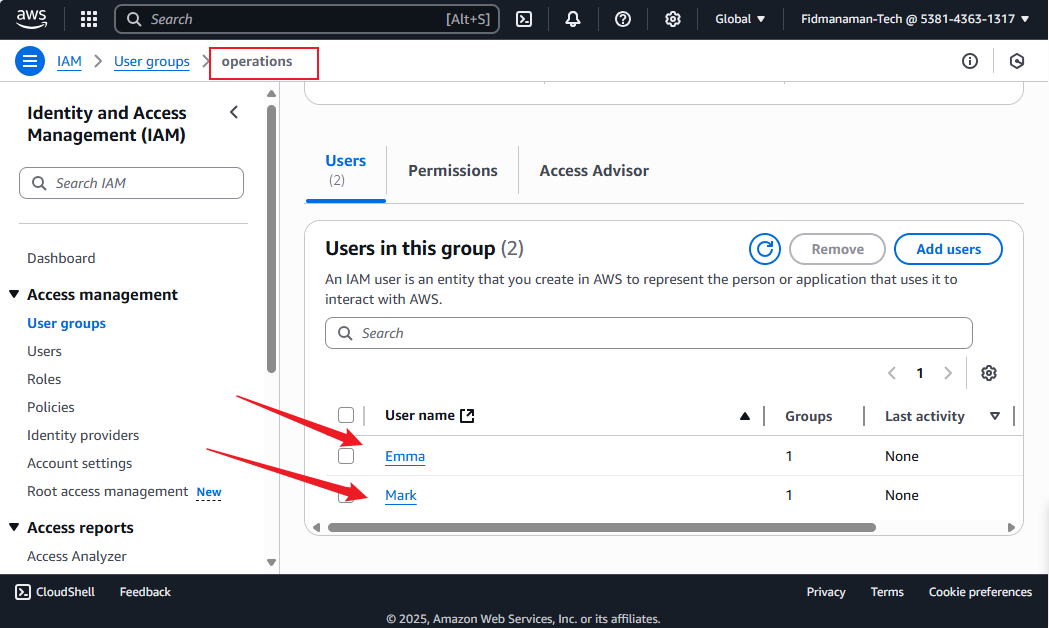 aws
Search [Alt+S] Global Fidmanaman-Tech @ 5381-4363-1317
IAM User groups operations
Identity and Access
Management (IAM)
Search IAM
Dashboard
Access management
User groups
Users
Roles
Policies
Identity providers
Account settings
Root access management New
Access reports
Access Analyzer
Users
(2)
Permissions
Access Advisor
Users in this group (2)
Remove
Add users
An IAM user is an entity that you create in AWS to represent the person or application that uses it to
interact with AWS.
Search
1
User name Groups Last activity
Emma 1 None
Mark 1 None
CloudShell Feedback Privacy Terms Cookie preferences
© 2025, Amazon Web Services, Inc. or its affiliates.